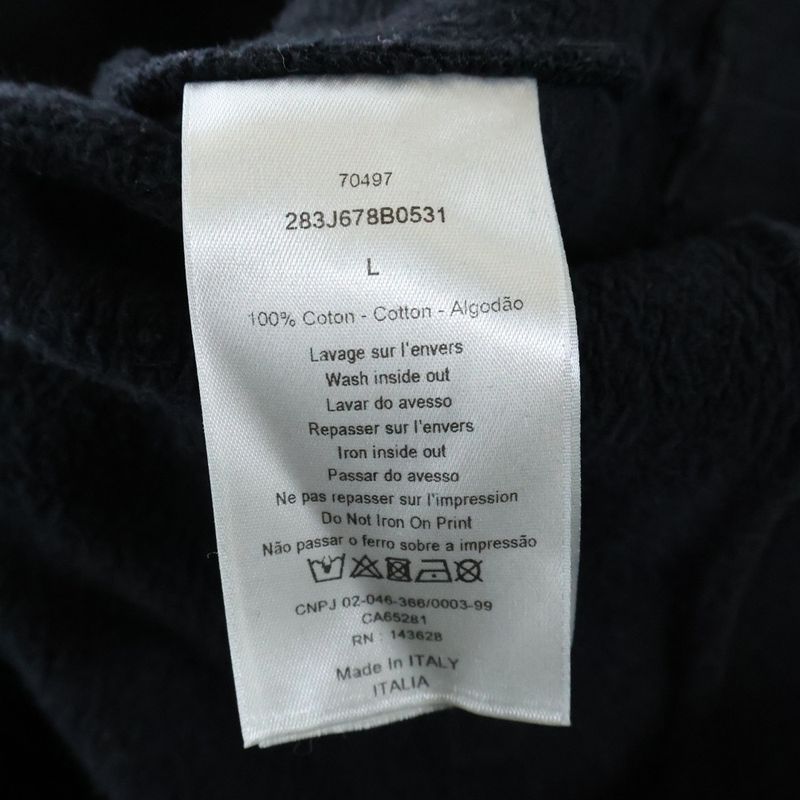 70497
283J678B0531
L
100% Coton - Cotton - Algodão
Lavage sur l'envers
Wash inside out
Lavar do avesso
Repasser sur l'envers
Iron inside out
Passar do avesso
Ne pas repasser sur l'impression
Do Not Iron On Print
Não passar o ferro sobre a impressão
CNPJ 02-046-366/0003-99
CA65281
RN : 143628
Made In ITALY
ITALIA